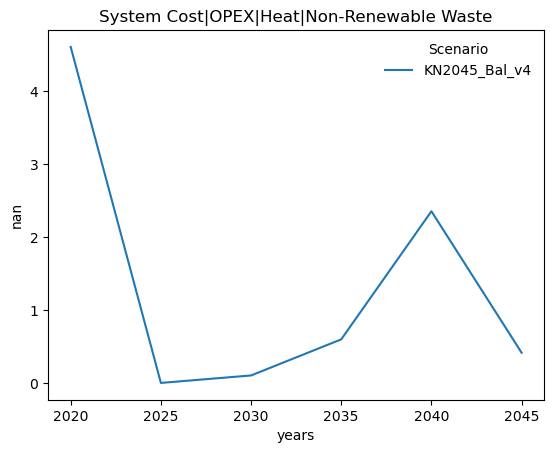 System Cost|OPEX|Heat|Non-Renewable Waste
Scenario
KN2045_Bal_v4
4
3
2
1
0
nan
2020 2025 2030 2035 2040 2045
years